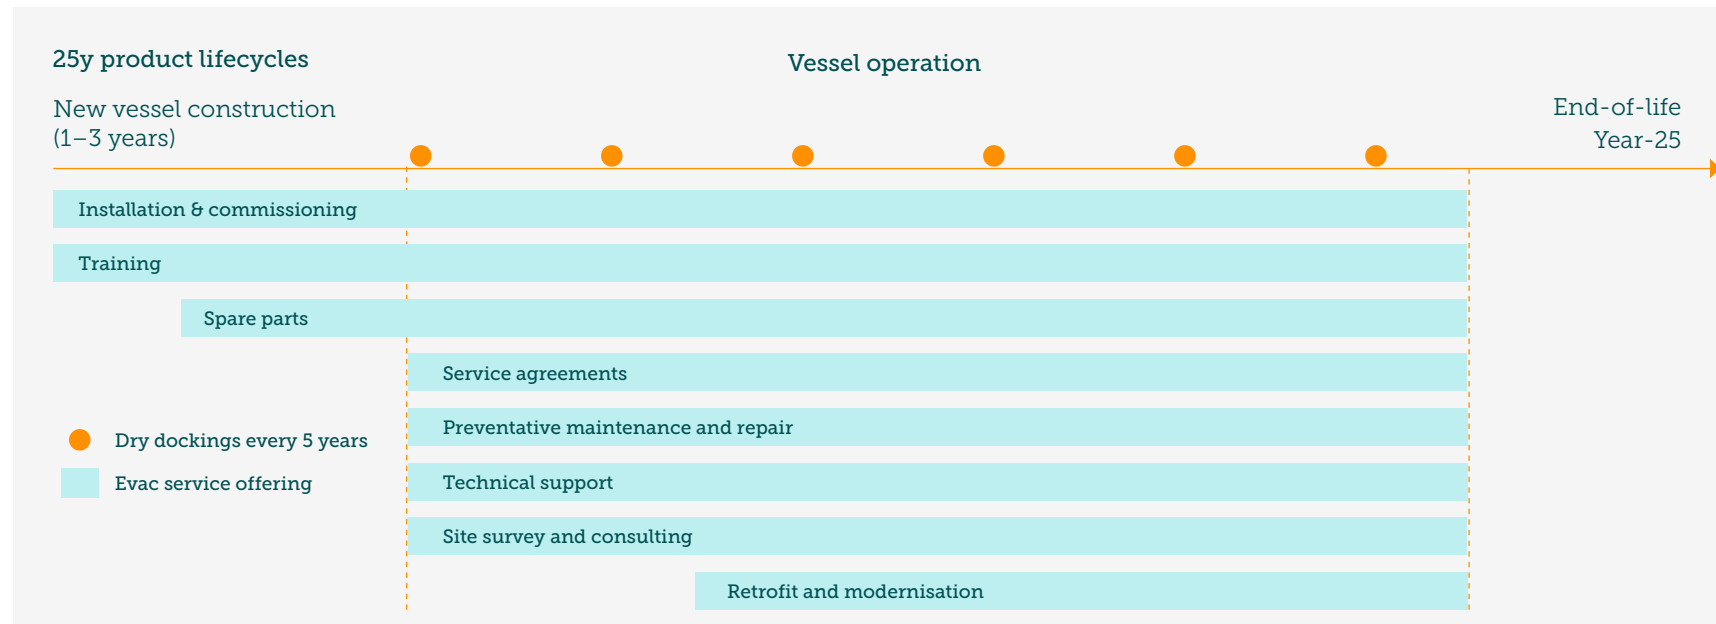 25y product lifecycles
Vessel operation
New vessel construction
(1–3 years)
End-of-life
Year-25
Installation & commissioning
Training
Spare parts
Service agreements
Preventative maintenance and repair
Technical support
Site survey and consulting
Retrofit and modernisation
Dry dockings every 5 years
Evac service offering